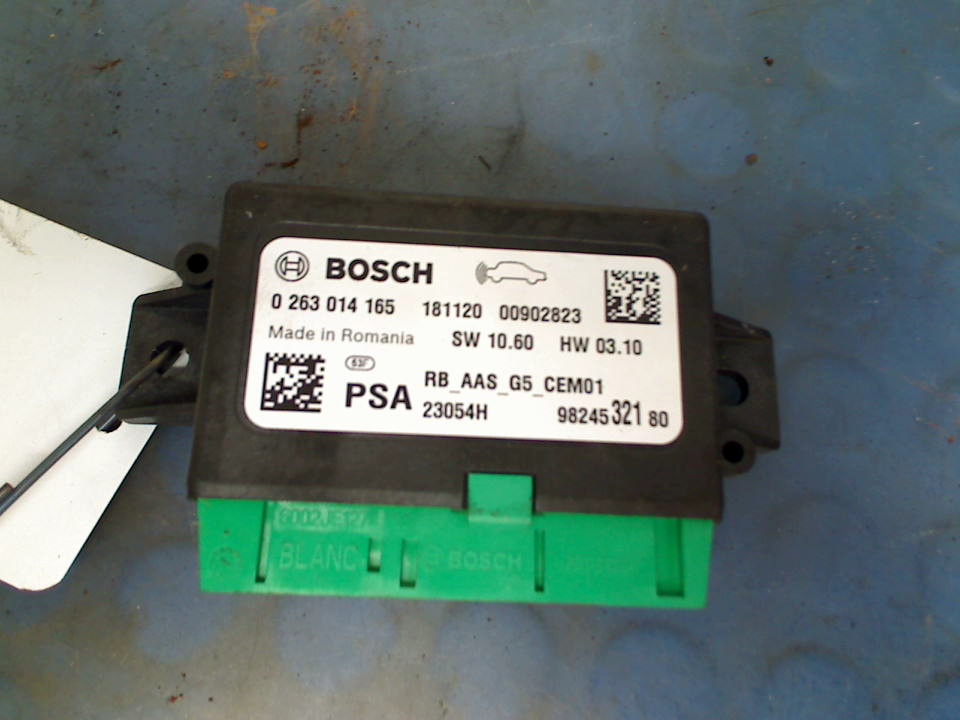 BOSCH
0 263 014 165 181120 00902823
Made in Romania SW 10.60 HW 03.10
53F
PSA RB_AAS_G5_CEM01
23054H 98245 321 80
BLANC BOSCH